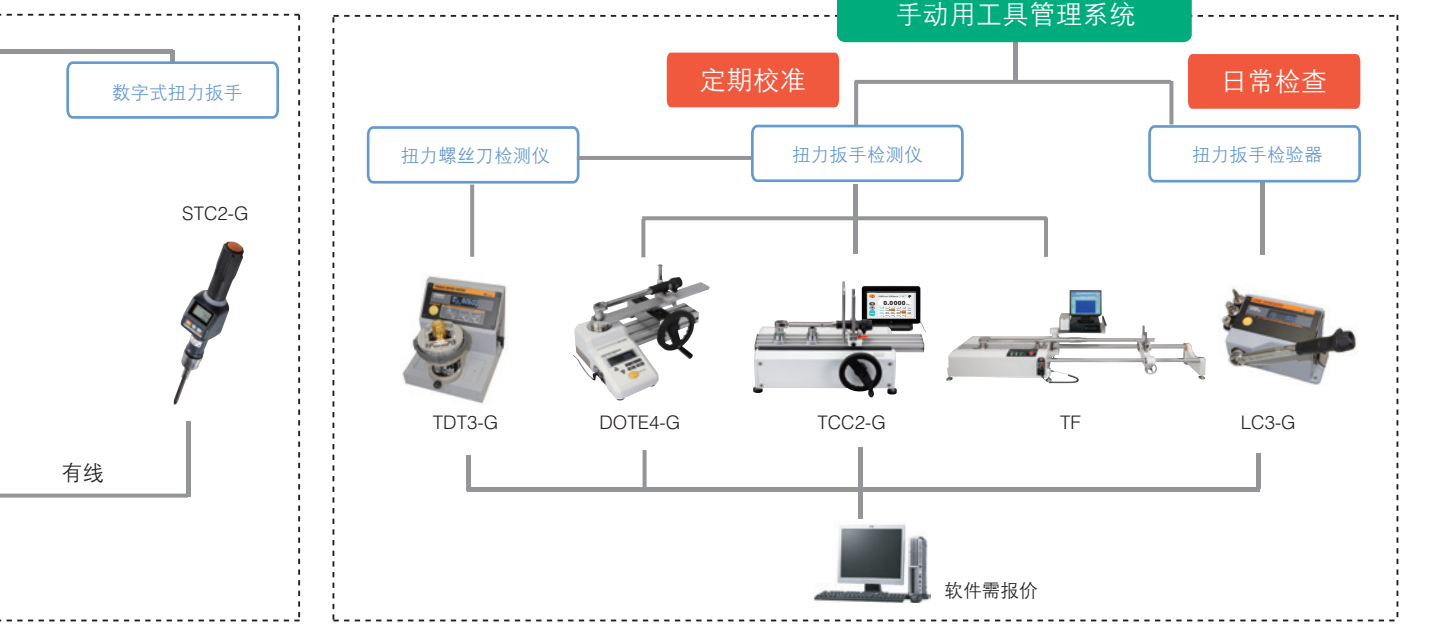 手动用工具管理系统
定期校准
日常检查
数字式扭力扳手
扭力螺丝刀检测仪
扭力扳手检测仪
扭力扳手检验器
STC2-G
TDT3-G
DOTE4-G
TCC2-G
TF
LC3-G
有线
软件需报价